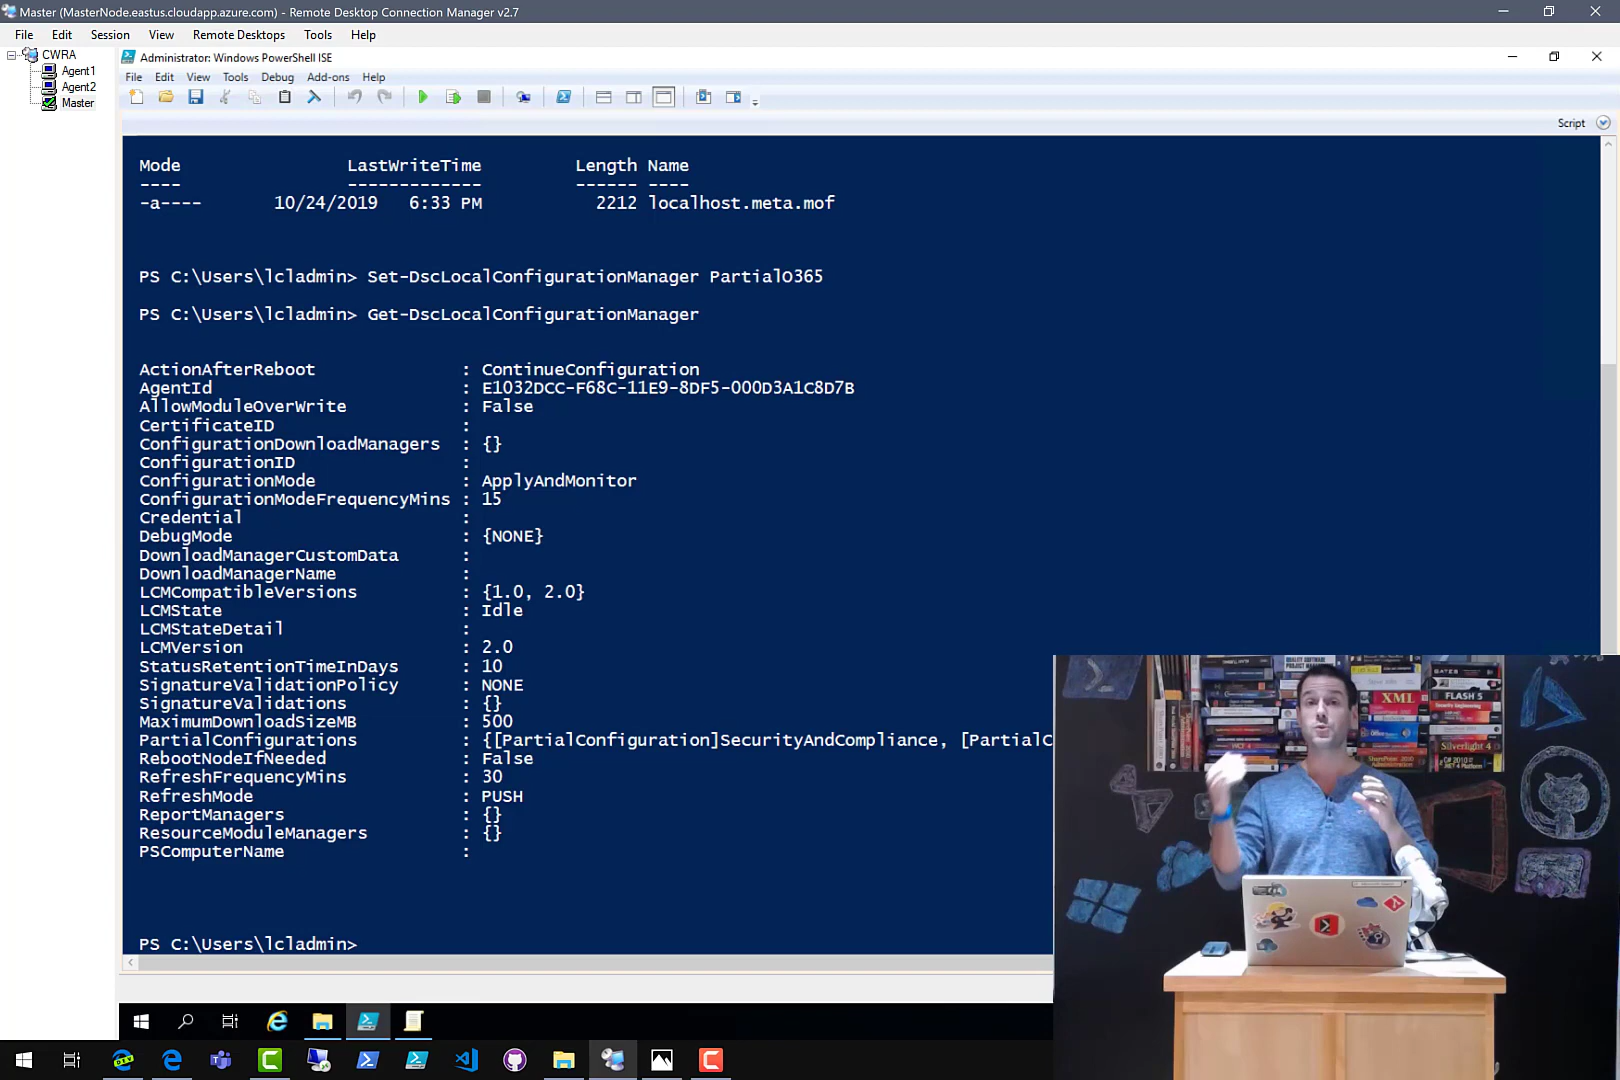 Master (MasterNode.eastus.cloudapp.azure.com) - Remote Desktop Connection Manager v2.7
File Edit Session View Remote Desktops Tools Help
CWRA
Agent1
Agent2
Master
Administrator: Windows PowerShell ISE
File Edit View Tools Debug Add-ons Help
Script
Mode LastWriteTime Length Name
---- ------------- ------ ----
-a---- 10/24/2019 6:33 PM 2212 localhost.meta.mof
PS C:\Users\lcladmin> Set-DscLocalConfigurationManager PartialO365
PS C:\Users\lcladmin> Get-DscLocalConfigurationManager
ActionAfterReboot : ContinueConfiguration
AgentId : E1032DCC-F68C-11E9-8DF5-000D3A1C8D7B
AllowModuleOverWrite : False
CertificateID :
ConfigurationDownloadManagers : {}
ConfigurationID :
ConfigurationMode : ApplyAndMonitor
ConfigurationModeFrequencyMins : 15
Credential :
DebugMode : {NONE}
DownloadManagerCustomData :
DownloadManagerName :
LCMCompatibleVersions : {1.0, 2.0}
LCMState : Idle
LCMStateDetail :
LCMVersion : 2.0
StatusRetentionTimeInDays : 10
SignatureValidationPolicy : NONE
SignatureValidations : {}
MaximumDownloadSizeMB : 500
PartialConfigurations : {[PartialConfiguration]SecurityAndCompliance, [PartialC
RebootNodeIfNeeded : False
RefreshFrequencyMins : 30
RefreshMode : PUSH
ReportManagers : {}
ResourceModuleManagers : {}
PSComputerName :
PS C:\Users\lcladmin>
XML
FLASH 5
Silverlight 4
WCF 4
C# 2010